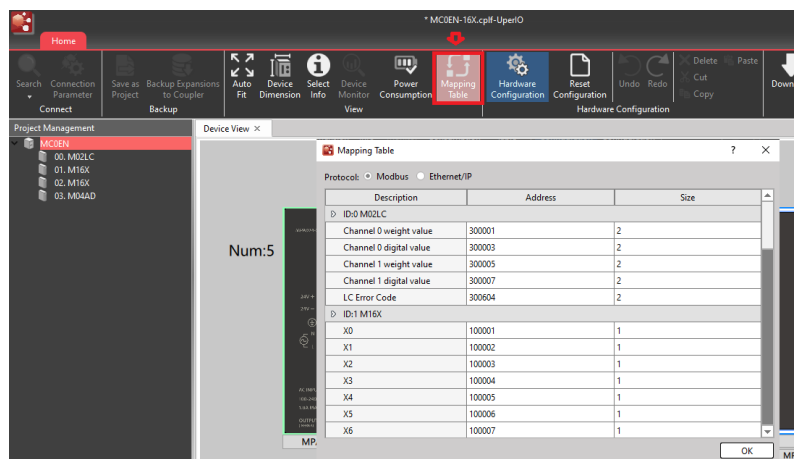 * MC0EN-16X.cplf-UperIO
Home
Search
Connection Parameter
Save as Project
Backup Expansions to Coupler
Auto Fit
Device Dimension
Select Info
Device Monitor
Power Consumption
Mapping Table
Hardware Configuration
Reset Configuration
Undo
Redo
Delete
Paste
Cut
Copy
Down
Connect
Backup
View
Hardware Configuration
Project Management
Device View ×
MC0EN
00. M02LC
01. M16X
02. M16X
03. M04AD
Num:5
24V +
24V -
MP
Mapping Table ? ×
Protocol: Modbus Ethernet/IP
Description Address Size
ID:0 M02LC
Channel 0 weight value 300001 2
Channel 0 digital value 300003 2
Channel 1 weight value 300005 2
Channel 1 digital value 300007 2
LC Error Code 300604 2
ID:1 M16X
X0 100001 1
X1 100002 1
X2 100003 1
X3 100004 1
X4 100005 1
X5 100006 1
X6 100007 1
OK
MP